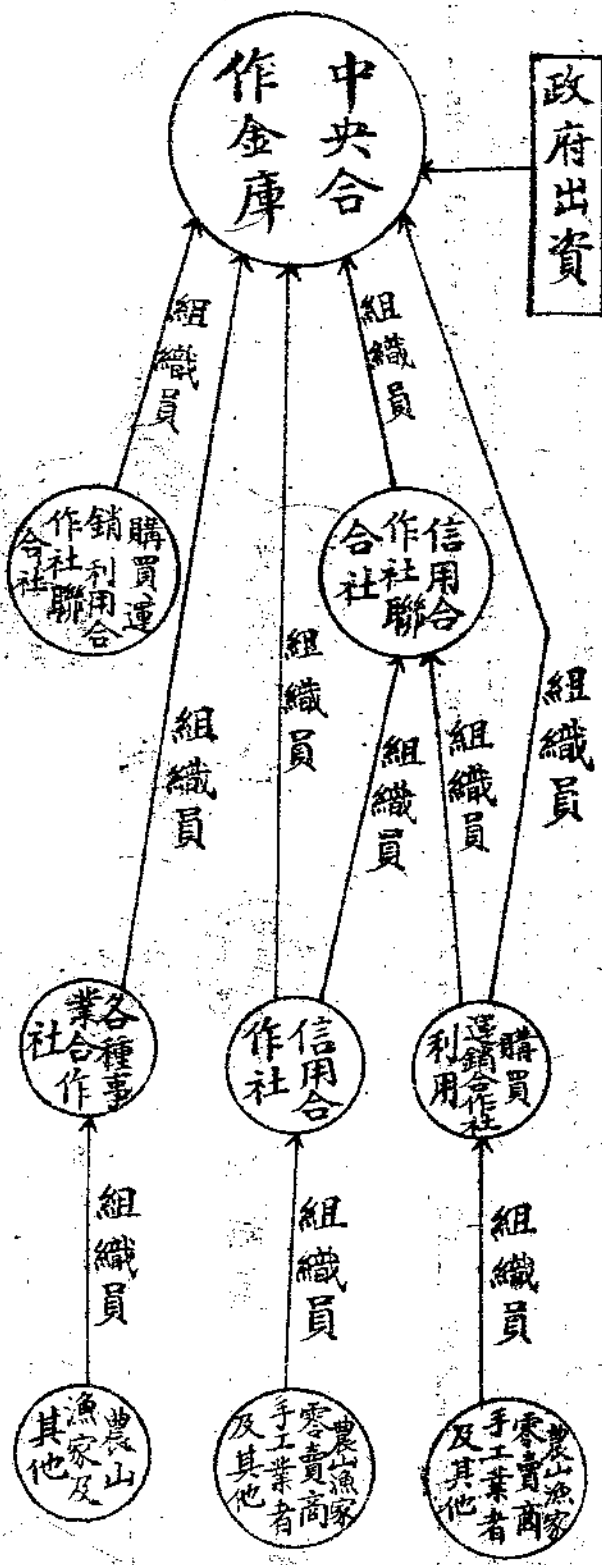 政府出資
中央合
作金庫
組織員
組織員
購買運
銷利用合
作社聯
合社
信用合
作社聯
合社
組織員
組織員
組織員
組織員
組織員
購買
運銷合作社
利用
信用合
作社
各種事
業合作
社
組織員
組織員
組織員
農山漁家
零賣商
手工業者
及其他
農山漁家
零賣商
手工業者
及其他
農山
漁家及
其他